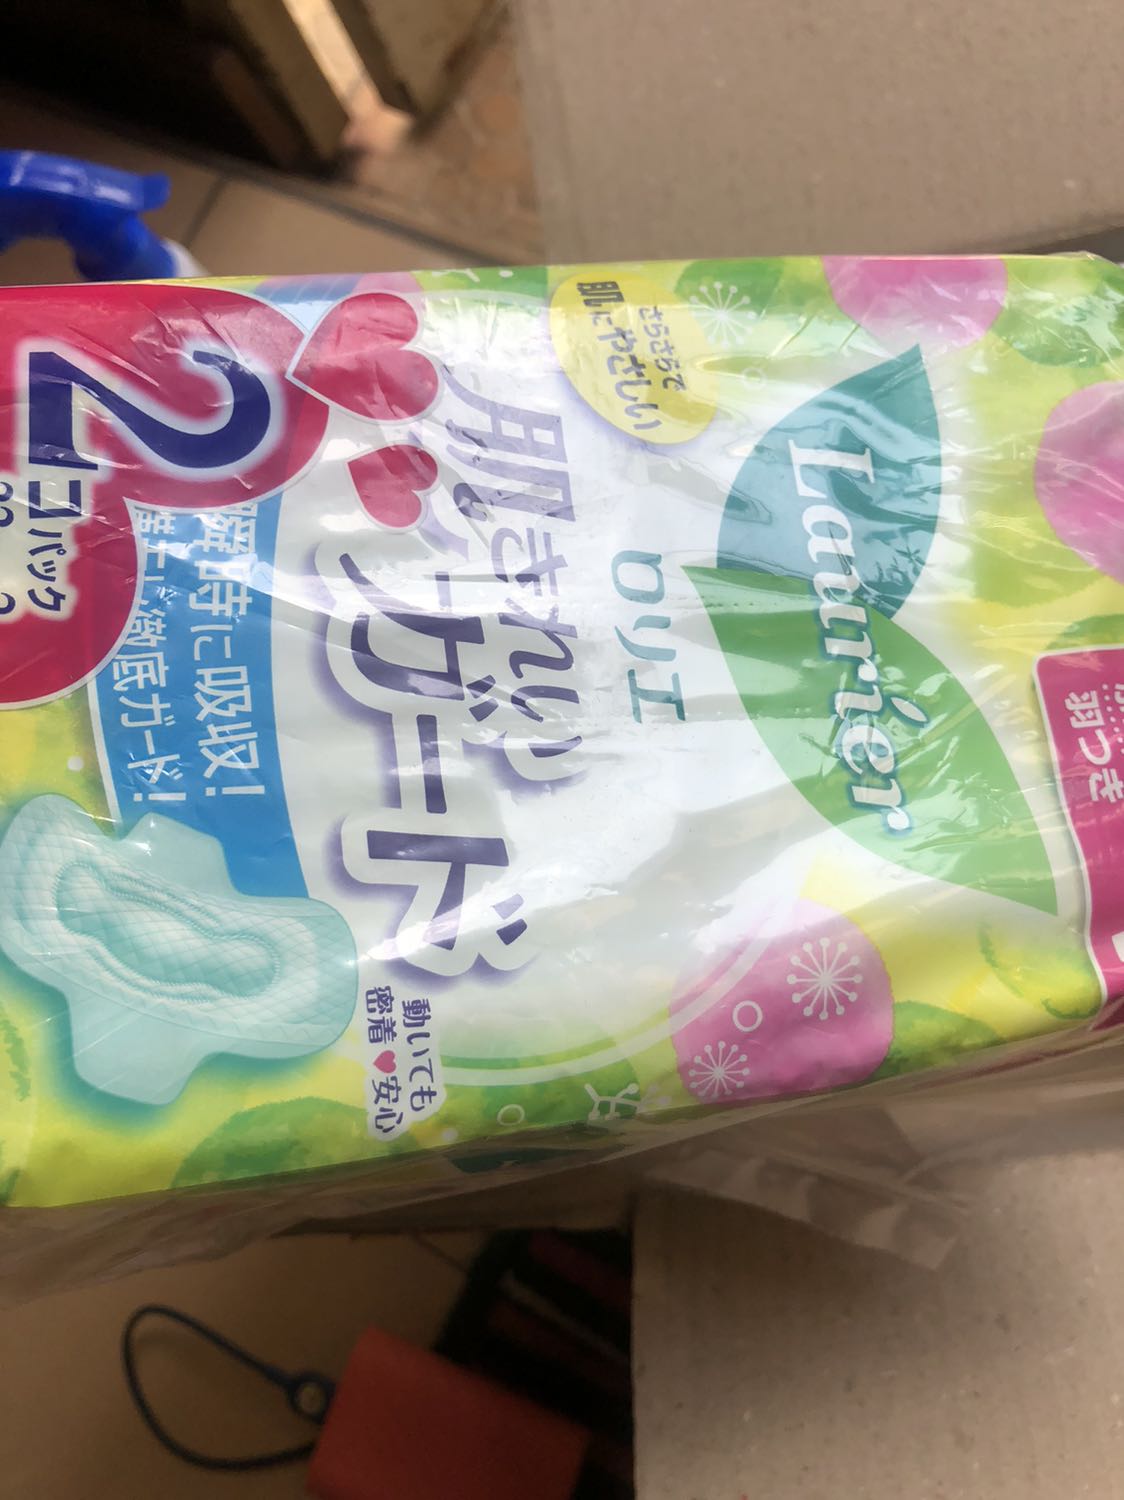 羽つき
Laurier
ロリエ
さらさらで
肌にやさしい
肌きれい
ガード
動いても
密着 安心
瞬時に吸収!
徹底ガード!
2コパック